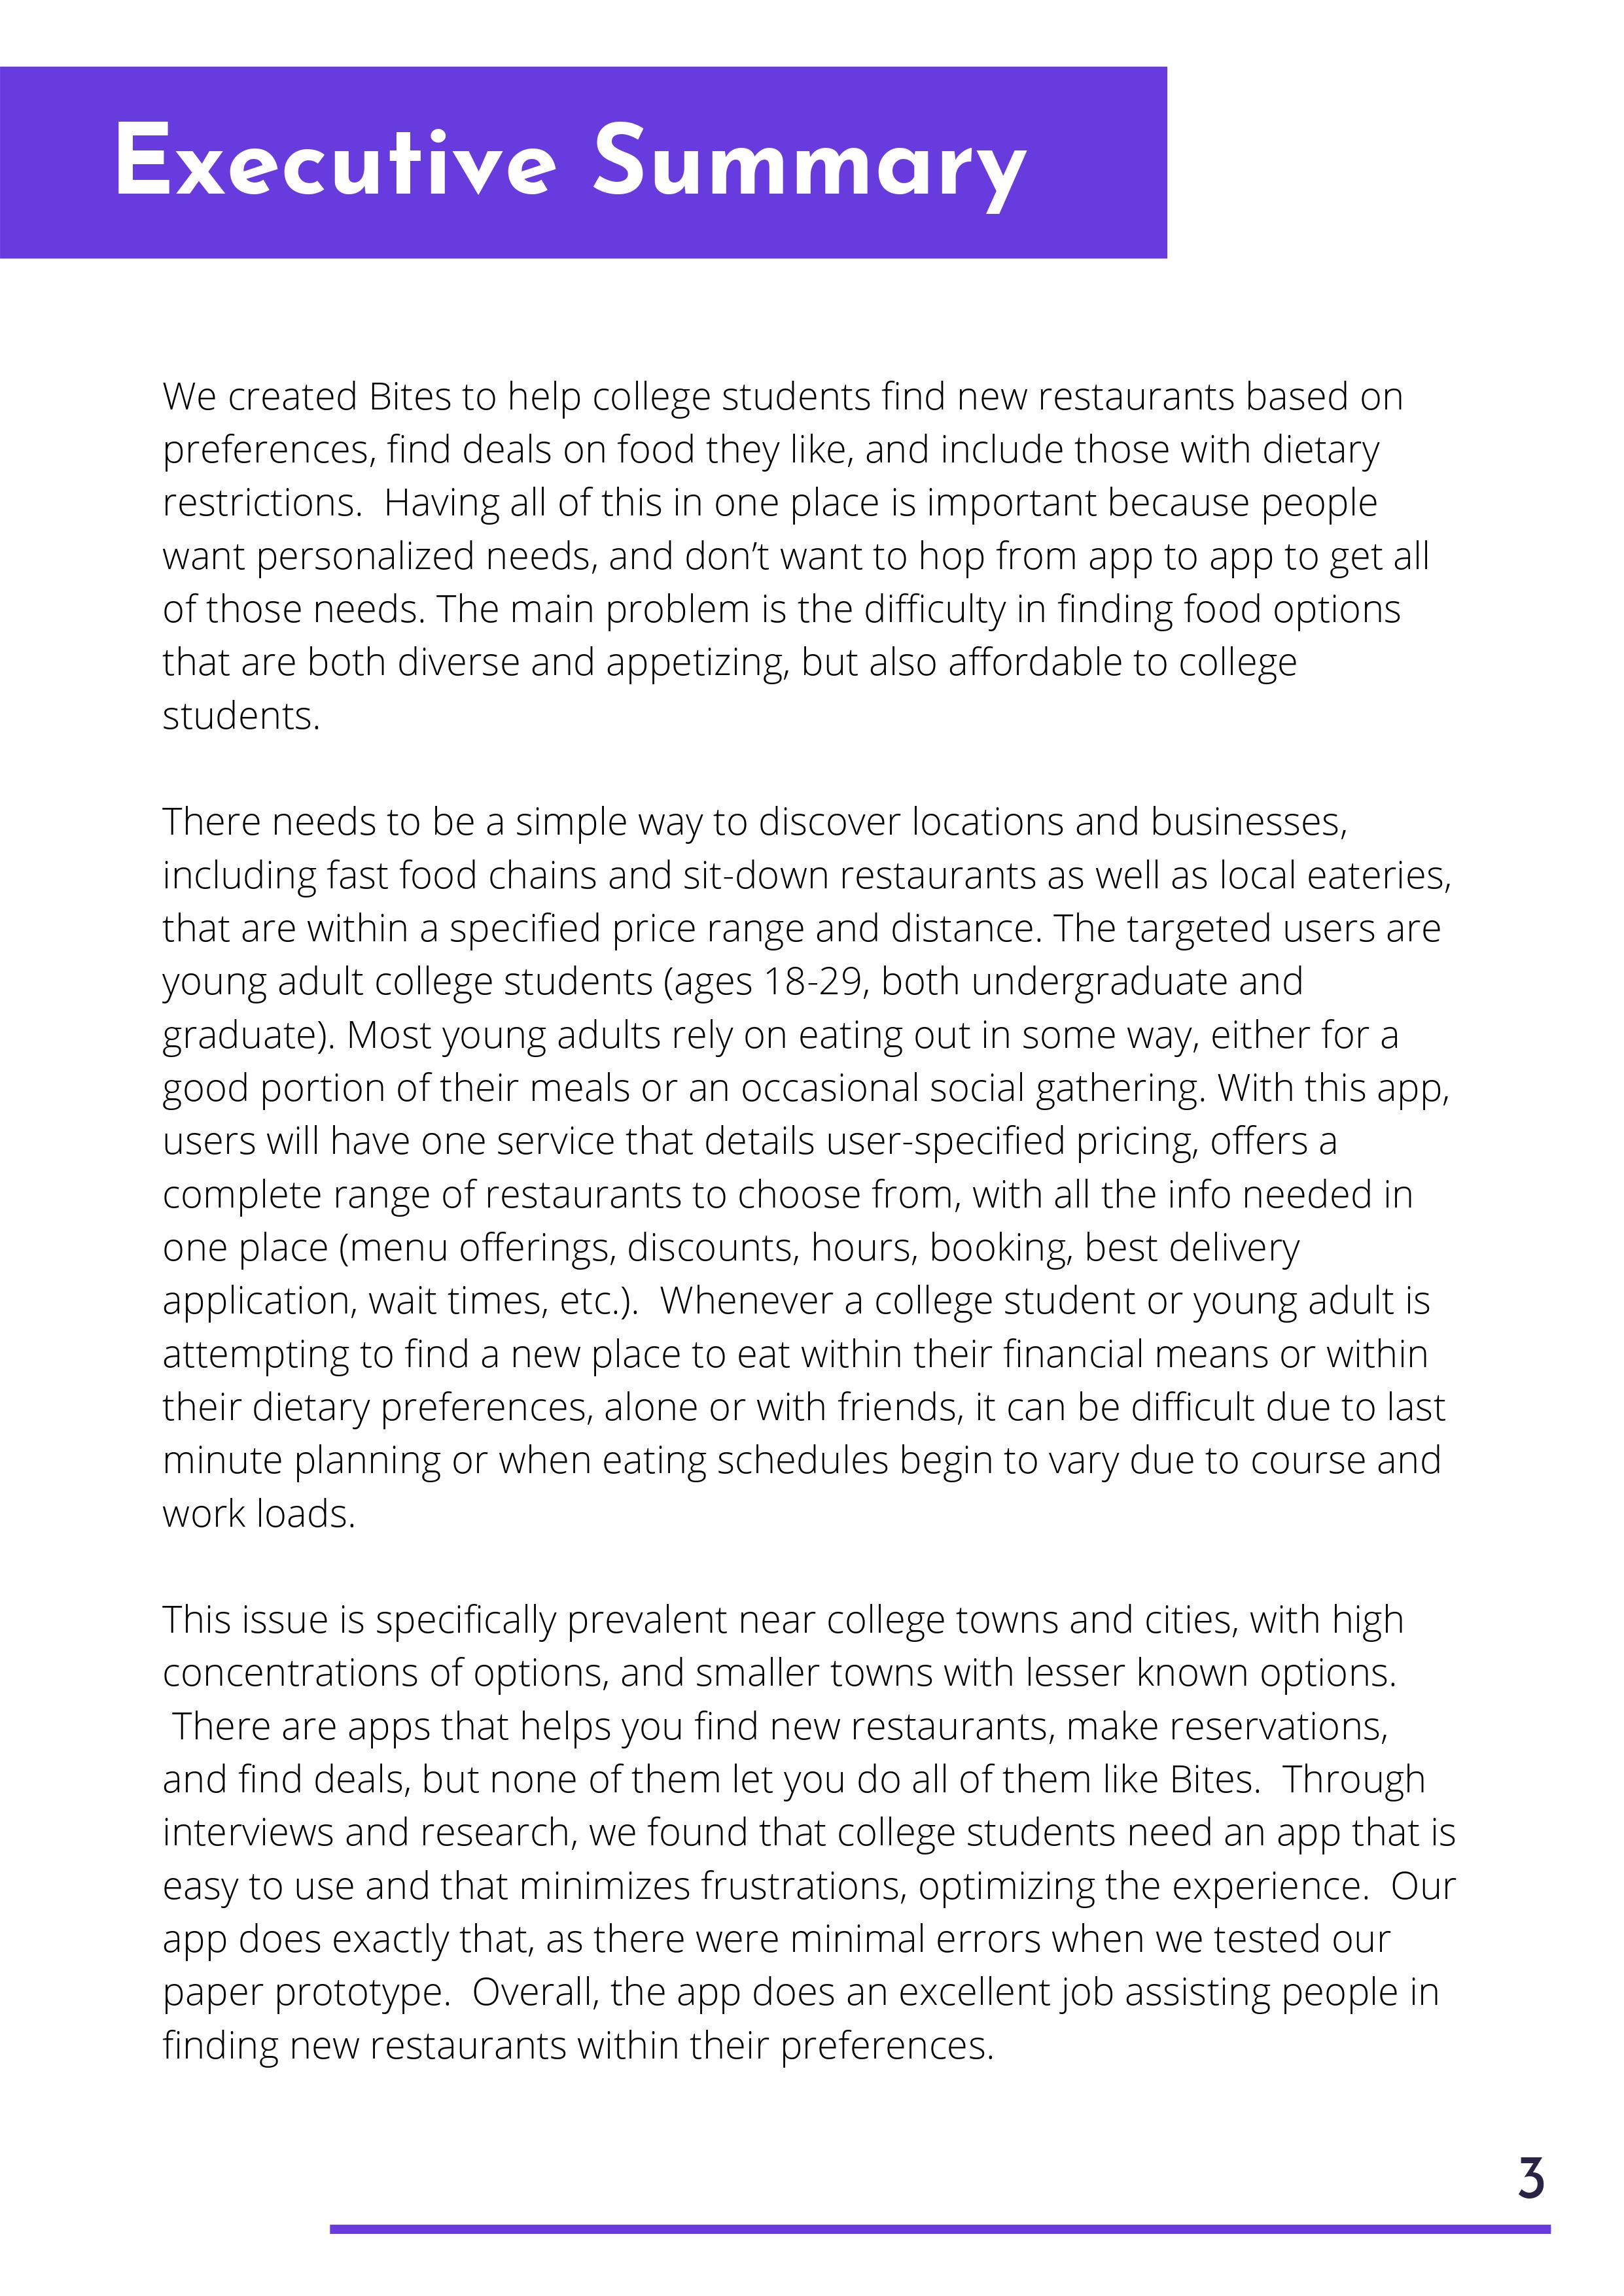 Executive Summary
We created Bites to help college students find new restaurants based on
preferences, find deals on food they like, and include those with dietary
restrictions.  Having all of this in one place is important because people
want personalized needs, and don’t want to hop from app to app to get all
of those needs. The main problem is the difficulty in finding food options
that are both diverse and appetizing, but also affordable to college
students.
There needs to be a simple way to discover locations and businesses,
including fast food chains and sit-down restaurants as well as local eateries,
that are within a specified price range and distance. The targeted users are
young adult college students (ages 18-29, both undergraduate and
graduate). Most young adults rely on eating out in some way, either for a
good portion of their meals or an occasional social gathering. With this app,
users will have one service that details user-specified pricing, offers a
complete range of restaurants to choose from, with all the info needed in
one place (menu offerings, discounts, hours, booking, best delivery
application, wait times, etc.).  Whenever a college student or young adult is
attempting to find a new place to eat within their financial means or within
their dietary preferences, alone or with friends, it can be difficult due to last
minute planning or when eating schedules begin to vary due to course and
work loads.
This issue is specifically prevalent near college towns and cities, with high
concentrations of options, and smaller towns with lesser known options.
There are apps that helps you find new restaurants, make reservations,
and find deals, but none of them let you do all of them like Bites.  Through
interviews and research, we found that college students need an app that is
easy to use and that minimizes frustrations, optimizing the experience.  Our
app does exactly that, as there were minimal errors when we tested our
paper prototype.  Overall, the app does an excellent job assisting people in
finding new restaurants within their preferences.
3